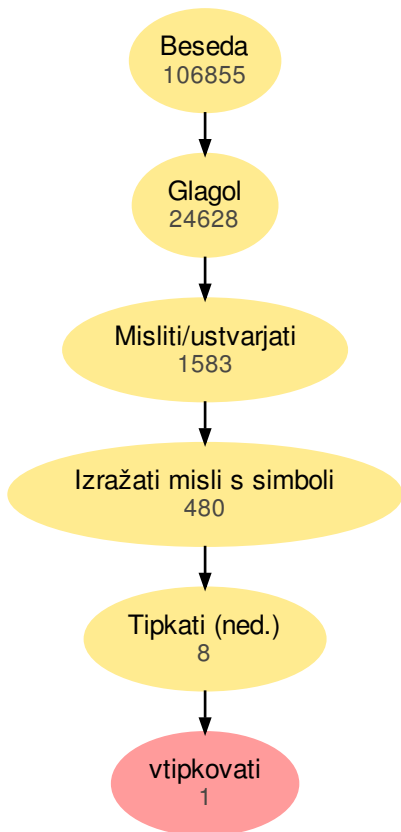 Beseda
106855
Glagol
24628
Misliti/ustvarjati
1583
Izražati misli s simboli
480
Tipkati (ned.)
8
vtipkovati
1